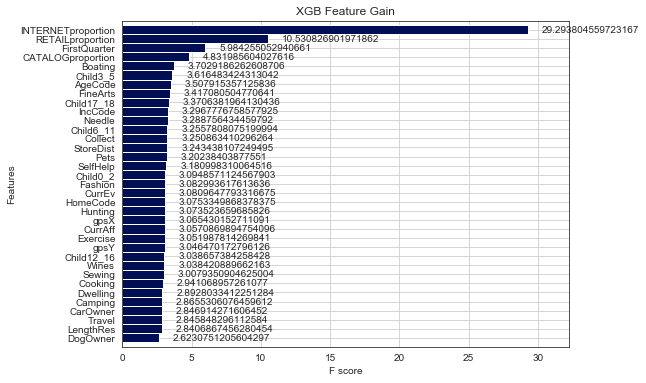 XGB Feature Gain
INTERNETproportion 29.293804559723167
RETAILproportion 10.530826901971862
FirstQuarter 5.984255052940661
CATALOGproportion 4.831985604027616
Boating 3.7029186262608706
Child3_5 3.616483424313042
AgeCode 3.507915357125836
FineArts 3.417080504770641
Child17_18 3.3706381964130436
IncCode 3.2967776758577925
Needle 3.288756434459792
Child6_11 3.2557808075199994
Collect 3.250863410296264
StoreDist 3.243438107249495
Pets 3.20238403877551
SelfHelp 3.180998310064516
Child0_2 3.0948571124567903
Fashion 3.082993617613636
CurrEv 3.0809647793316675
HomeCode 3.0753349868378375
Hunting 3.073523659685826
gpsX 3.065430152711091
CurrAff 3.0570869894754096
Exercise 3.051987814269841
gpsY 3.046470172796126
Child12_16 3.038657384258428
Wines 3.038420889662163
Sewing 3.0079350904625004
Cooking 2.941068957261077
Dwelling 2.8928033412251284
Camping 2.8655306076459612
CarOwner 2.846914271606452
Travel 2.845848296112584
LengthRes 2.8406867456280454
DogOwner 2.6230751205604297
Features
0 5 10 15 20 25 30
F score